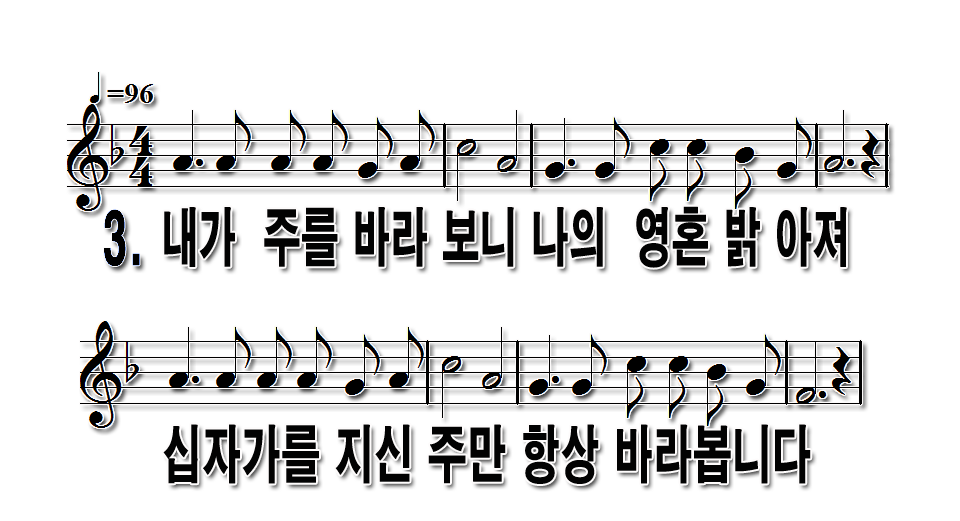 ♩=96
3. 내가 주를 바라 보니 나의 영혼 밝 아져
십자가를 지신 주만 항상 바라봅니다